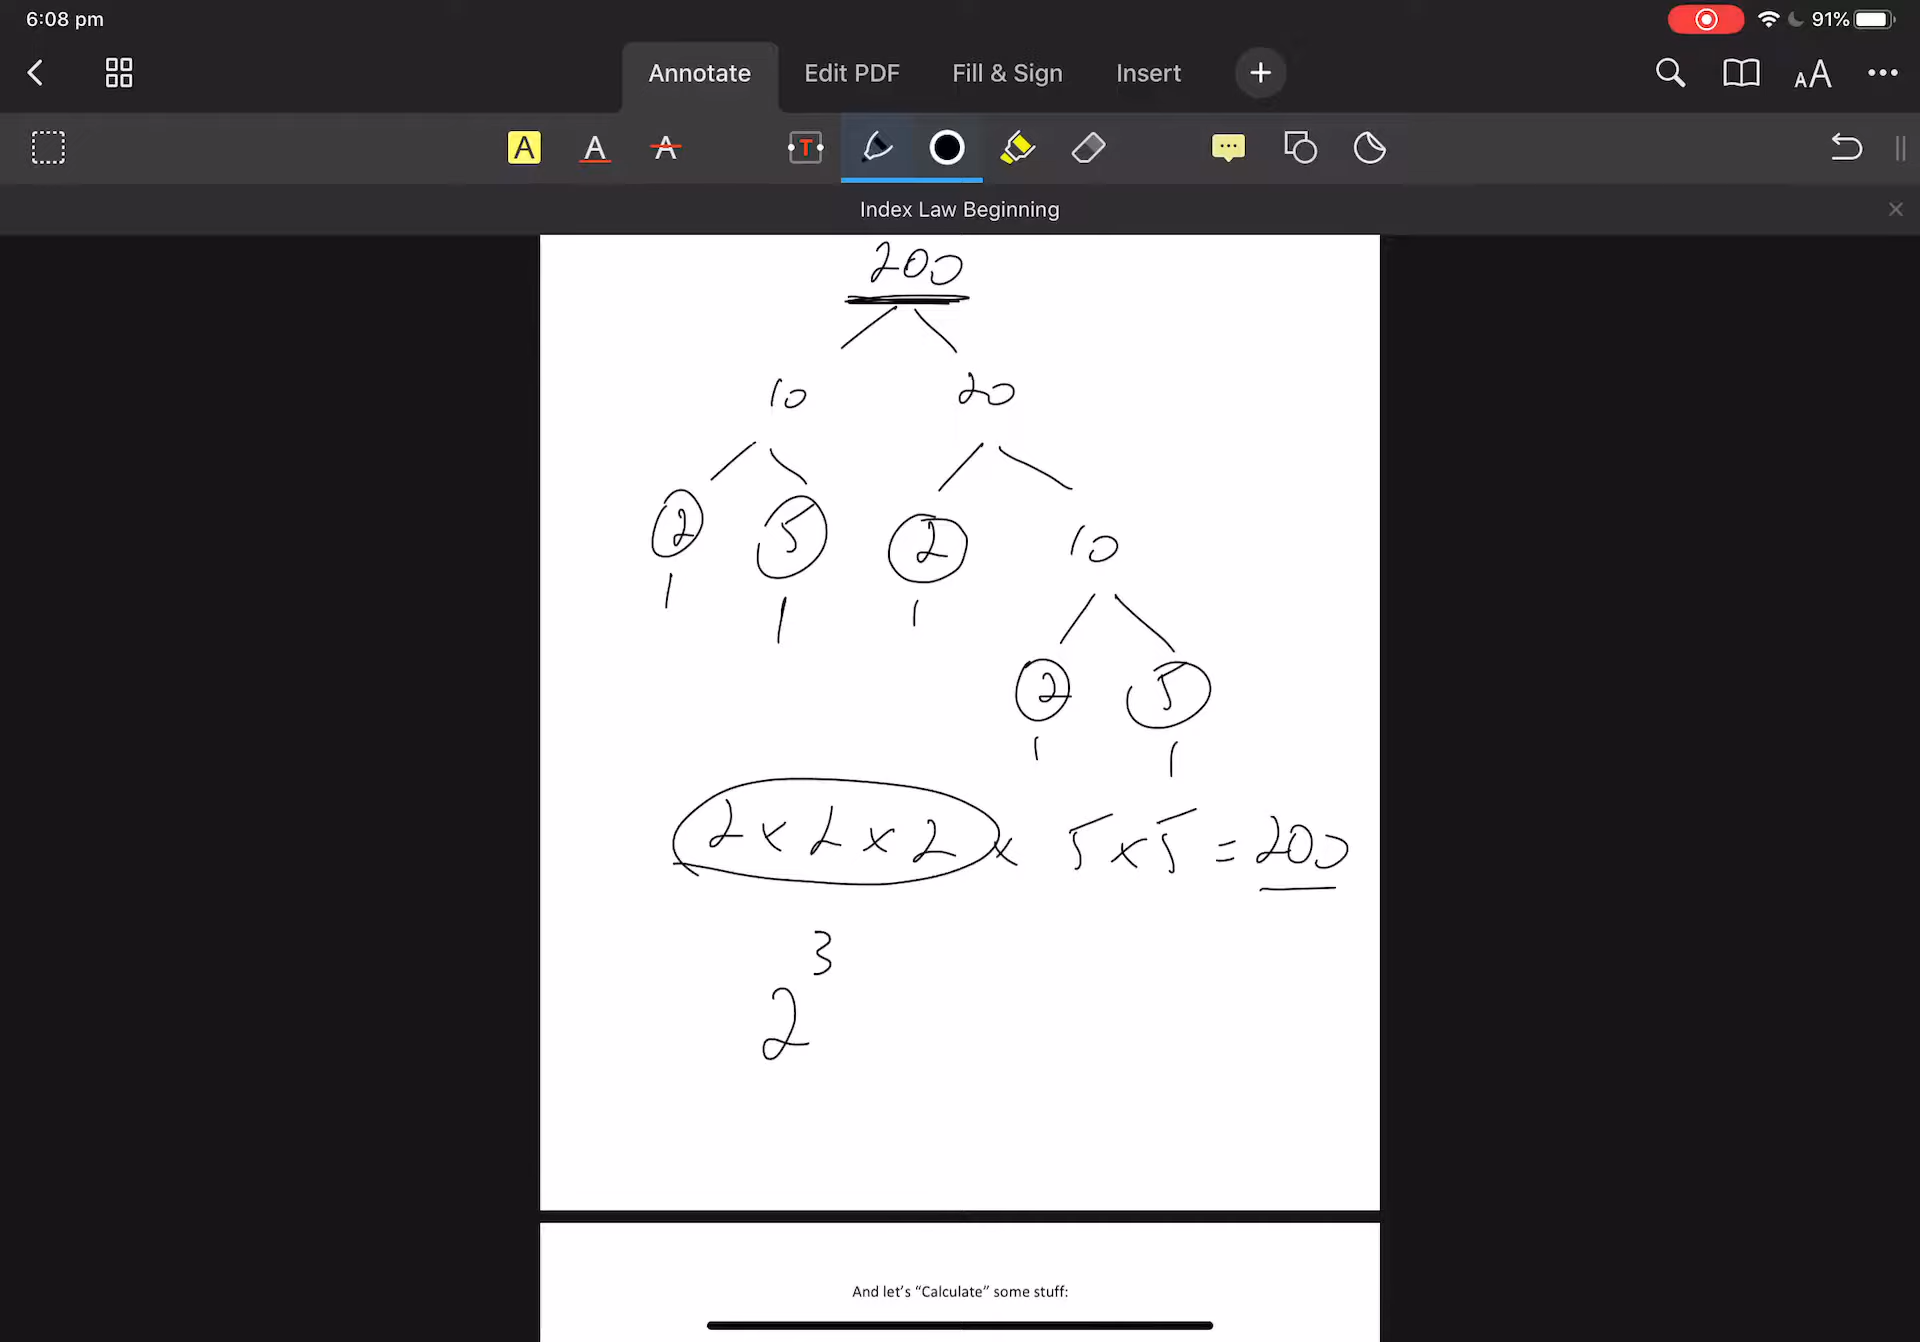 6:08 pm 91%
Annotate Edit PDF Fill & Sign Insert +
A A A T AA
Index Law Beginning
200
10 20
2 5 2 10
1 1 1
2 5
1 1
2 × 2 × 2 × 5 × 5 = 200
2³
And let's “Calculate” some stuff: